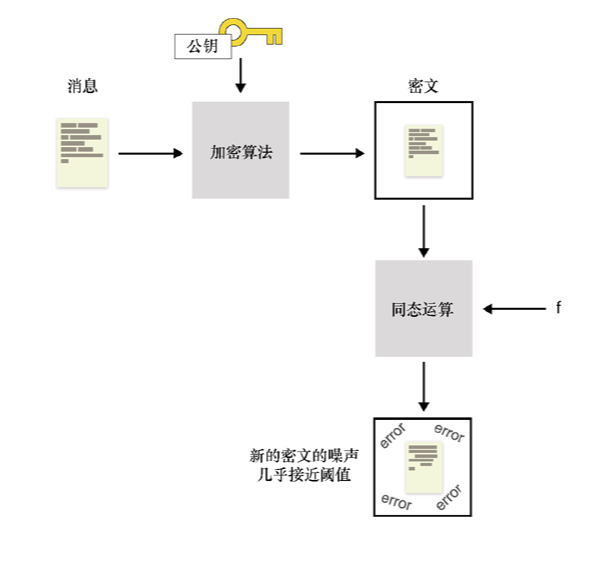 公钥
消息
密文
加密算法
同态运算
f
新的密文的噪声
几乎接近阈值
error
error
error
error